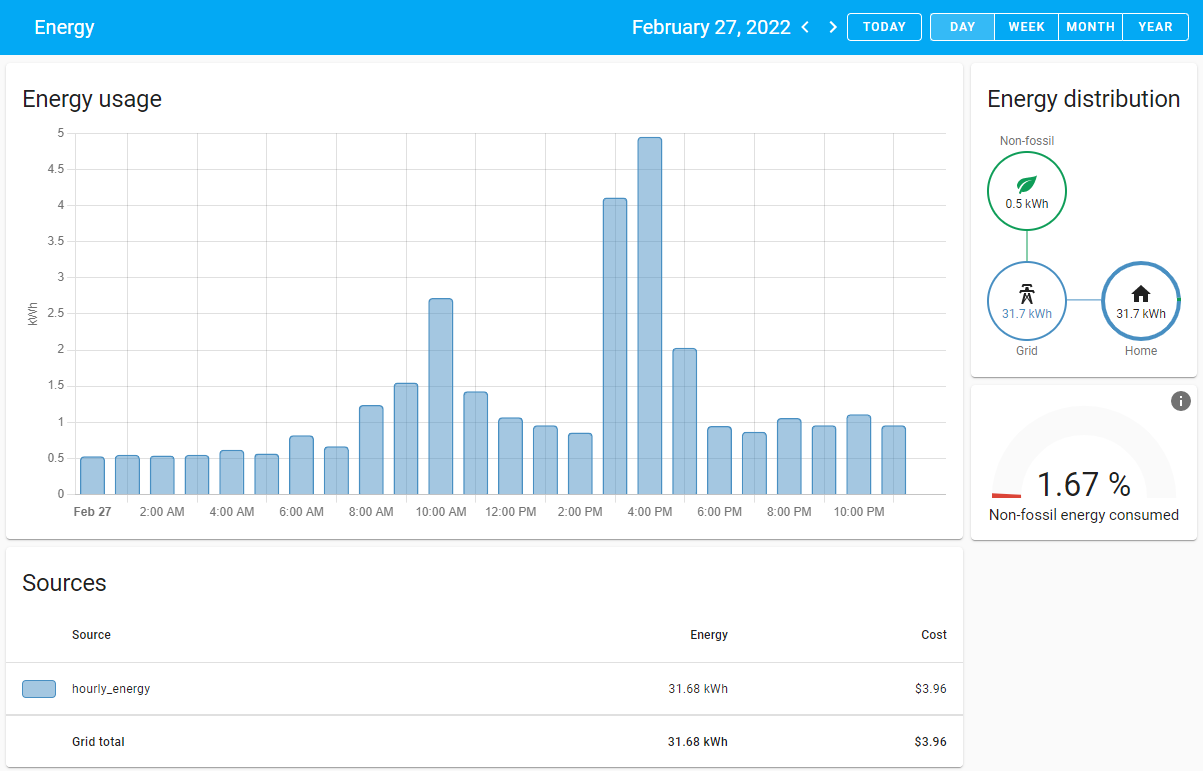 Energy
February 27, 2022
TODAY
DAY WEEK MONTH YEAR
Energy usage
5
4.5
4
3.5
3
2.5
2
1.5
1
0.5
0
kWh
Feb 27 2:00 AM 4:00 AM 6:00 AM 8:00 AM 10:00 AM 12:00 PM 2:00 PM 4:00 PM 6:00 PM 8:00 PM 10:00 PM
Energy distribution
Non-fossil
0.5 kWh
31.7 kWh 31.7 kWh
Grid Home
1.67 %
Non-fossil energy consumed
Sources
Source Energy Cost
hourly_energy 31.68 kWh $3.96
Grid total 31.68 kWh $3.96